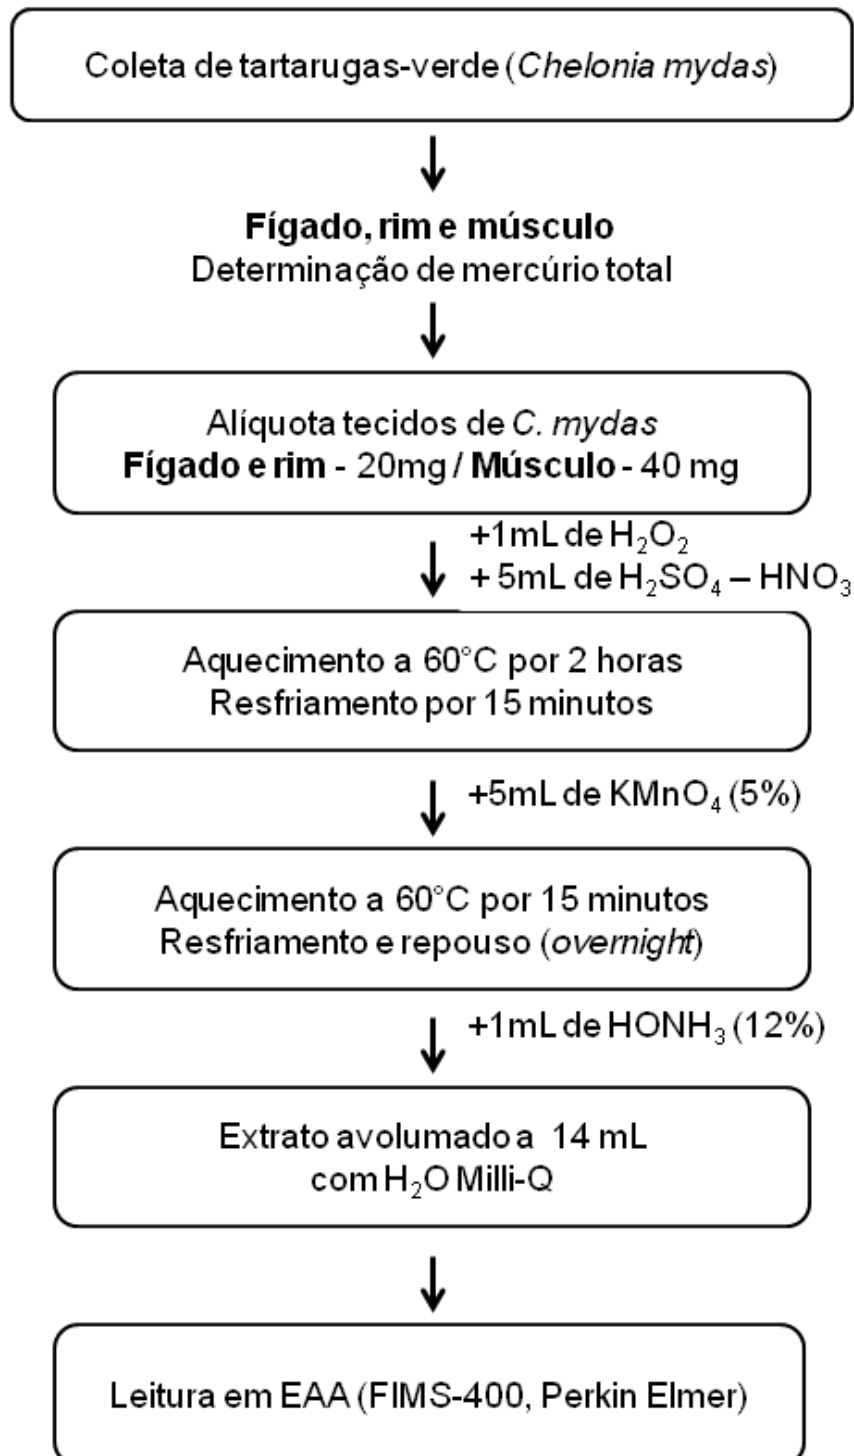 Coleta de tartarugas-verde (Chelonia mydas)
Fígado, rim e músculo
Determinação de mercúrio total
Alíquota tecidos de C. mydas
Fígado e rim - 20mg / Músculo - 40 mg
+1mL de H₂O₂
+ 5mL de H₂SO₄ – HNO₃
Aquecimento a 60°C por 2 horas
Resfriamento por 15 minutos
+5mL de KMnO₄ (5%)
Aquecimento a 60°C por 15 minutos
Resfriamento e repouso (overnight)
+1mL de HONH₃ (12%)
Extrato avolumado a 14 mL
com H₂O Milli-Q
Leitura em EAA (FIMS-400, Perkin Elmer)